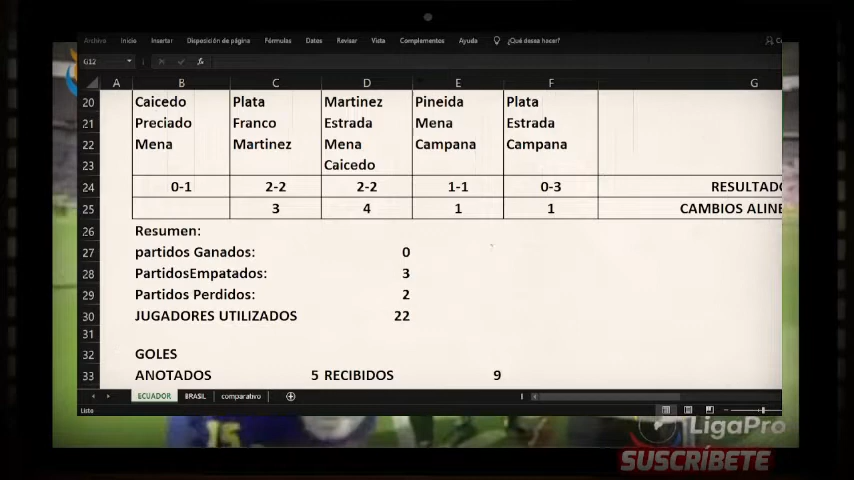 Archivo Inicio Insertar Disposición de página Fórmulas Datos Revisar Vista Complementos Ayuda ¿Qué desea hacer?
G12 fx
A B C D E F G
20 Caicedo Plata Martinez Pineida Plata
21 Preciado Franco Estrada Mena Estrada
22 Mena Martinez Mena Campana Campana
23 Caicedo
24 0-1 2-2 2-2 1-1 0-3 RESULTADO
25 3 4 1 1 CAMBIOS ALINE
26 Resumen:
27 partidos Ganados: 0
28 PartidosEmpatados: 3
29 Partidos Perdidos: 2
30 JUGADORES UTILIZADOS 22
31
32 GOLES
33 ANOTADOS 5 RECIBIDOS 9
ECUADOR BRASIL comparativo
Listo
15
LigaPro
SUSCRÍBETE